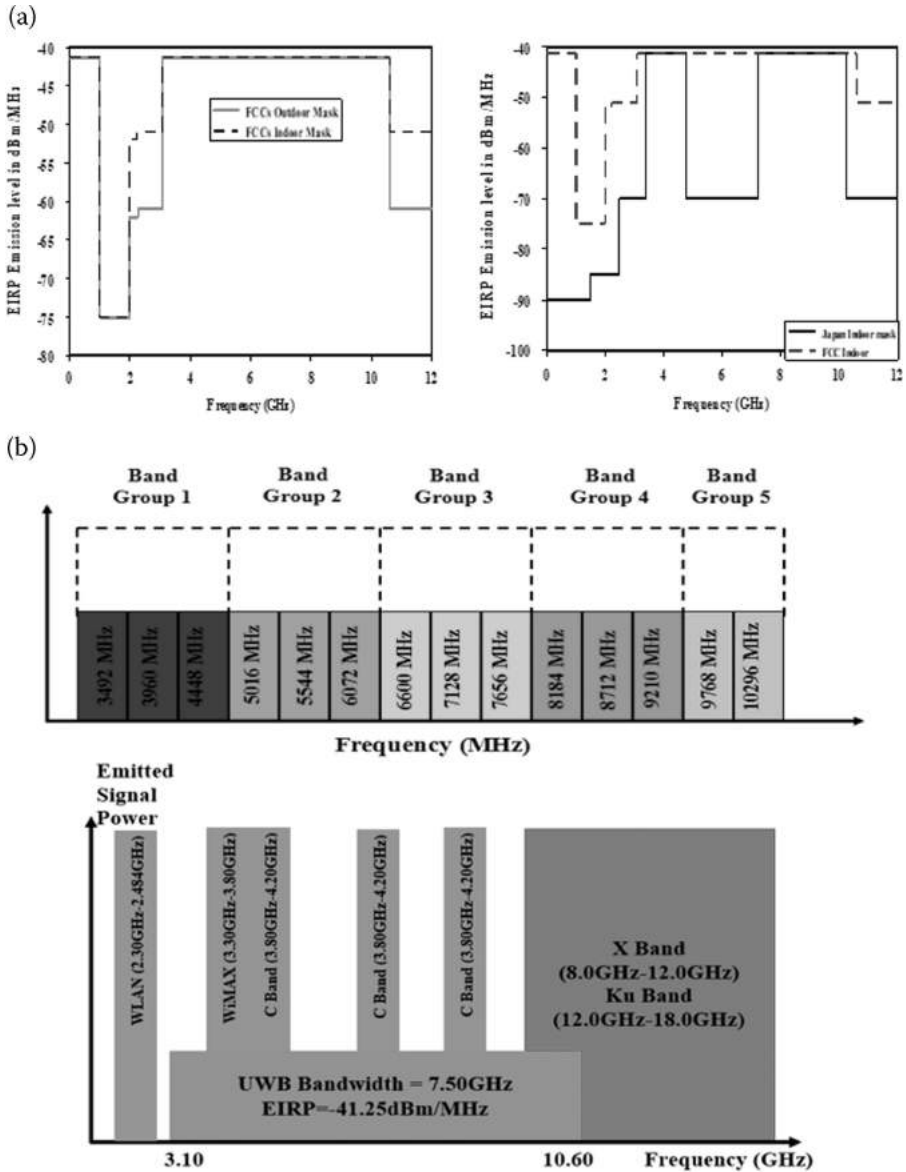 (a)
-40
-45
-50
-55
-60
-65
-70
-75
-80
EIRP Emission level in dBm/MHz
FCCs Outdoor Mask
FCCs Indoor Mask
0 2 4 6 8 10 12
Frequency (GHz)
-40
-50
-60
-70
-80
-90
-100
EIRP Emission level in dBm/MHz
Japan Indoor mask
FCC Indoor
0 2 4 6 8 10 12
Frequency (GHz)
(b)
Band
Group 1
Band
Group 2
Band
Group 3
Band
Group 4
Band
Group 5
3492 MHz
3960 MHz
4448 MHz
5016 MHz
5544 MHz
6072 MHz
6600 MHz
7128 MHz
7656 MHz
8184 MHz
8712 MHz
9210 MHz
9768 MHz
10296 MHz
Frequency (MHz)
Emitted
Signal
Power
WLAN (2.30GHz-2.484GHz)
WiMAX (3.30GHz-3.80GHz)
C Band (3.80GHz-4.20GHz)
C Band (3.80GHz-4.20GHz)
C Band (3.80GHz-4.20GHz)
X Band
(8.0GHz-12.0GHz)
Ku Band
(12.0GHz-18.0GHz)
UWB Bandwidth = 7.50GHz
EIRP=-41.25dBm/MHz
3.10 10.60 Frequency (GHz)